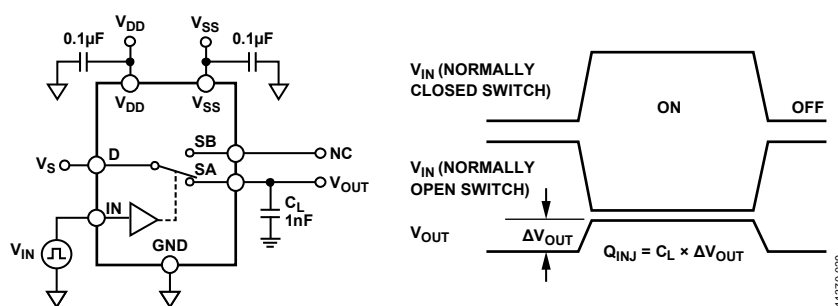 VDD
VSS
0.1µF
0.1µF
VDD
VSS
SB
NC
VS
D
SA
VOUT
IN
CL
1nF
VIN
GND
VIN (NORMALLY
CLOSED SWITCH)
ON
OFF
VIN (NORMALLY
OPEN SWITCH)
VOUT
ΔVOUT
QINJ = CL × ΔVOUT